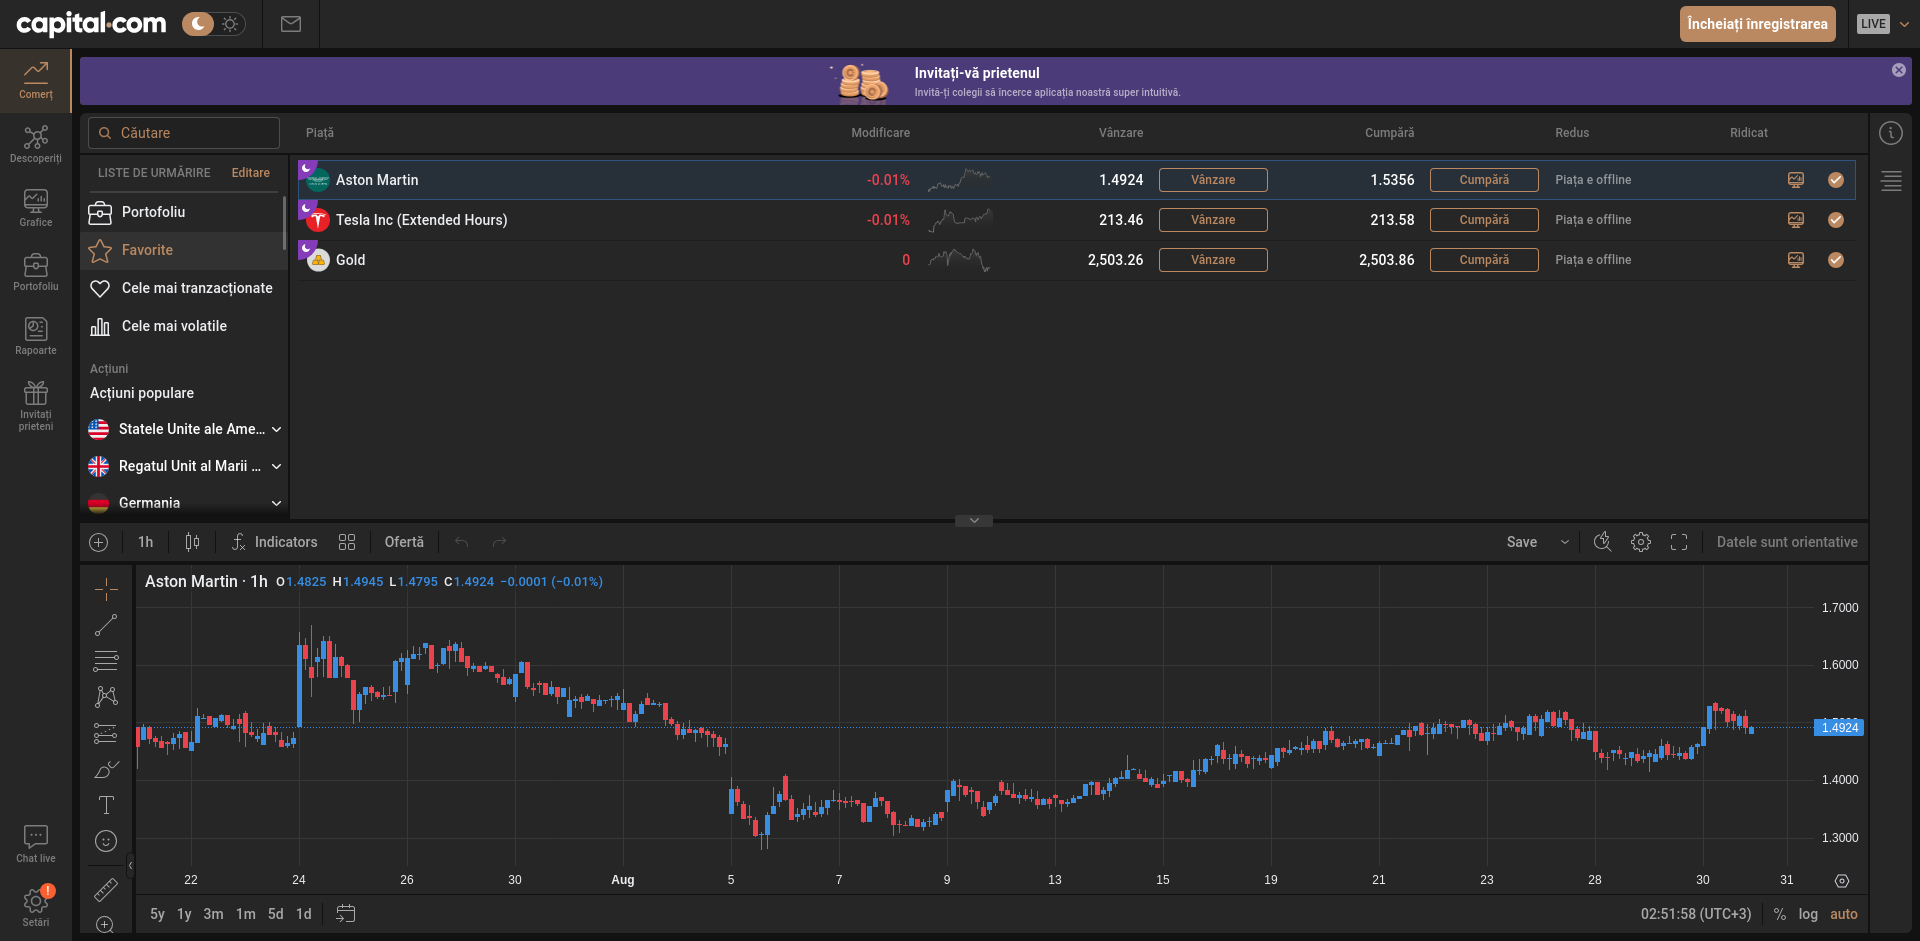 capital.com
Încheiați înregistrarea
LIVE
Comerț
Descoperiți
Grafice
Portofoliu
Rapoarte
Invitați
prieteni
Chat live
!
Setări
Invitați-vă prietenul
Invită-ți colegii să încerce aplicația noastră super intuitivă.
Căutare
Piață Modificare Vânzare Cumpără Redus Ridicat
LISTE DE URMĂRIRE Editare
Portofoliu
Favorite
Cele mai tranzacționate
Cele mai volatile
Acțiuni
Acțiuni populare
Statele Unite ale Ame...
Regatul Unit al Marii ...
Germania
Aston Martin -0.01% 1.4924 Vânzare 1.5356 Cumpără Piața e offline
Tesla Inc (Extended Hours) -0.01% 213.46 Vânzare 213.58 Cumpără Piața e offline
Gold 0 2,503.26 Vânzare 2,503.86 Cumpără Piața e offline
1h Indicators Ofertă Save Datele sunt orientative
Aston Martin · 1h O1.4825 H1.4945 L1.4795 C1.4924 −0.0001 (−0.01%)
1.7000
1.6000
1.4924
1.4000
1.3000
22 24 26 30 Aug 5 7 9 13 15 19 21 23 28 30 31
5y 1y 3m 1m 5d 1d 02:51:58 (UTC+3) % log auto